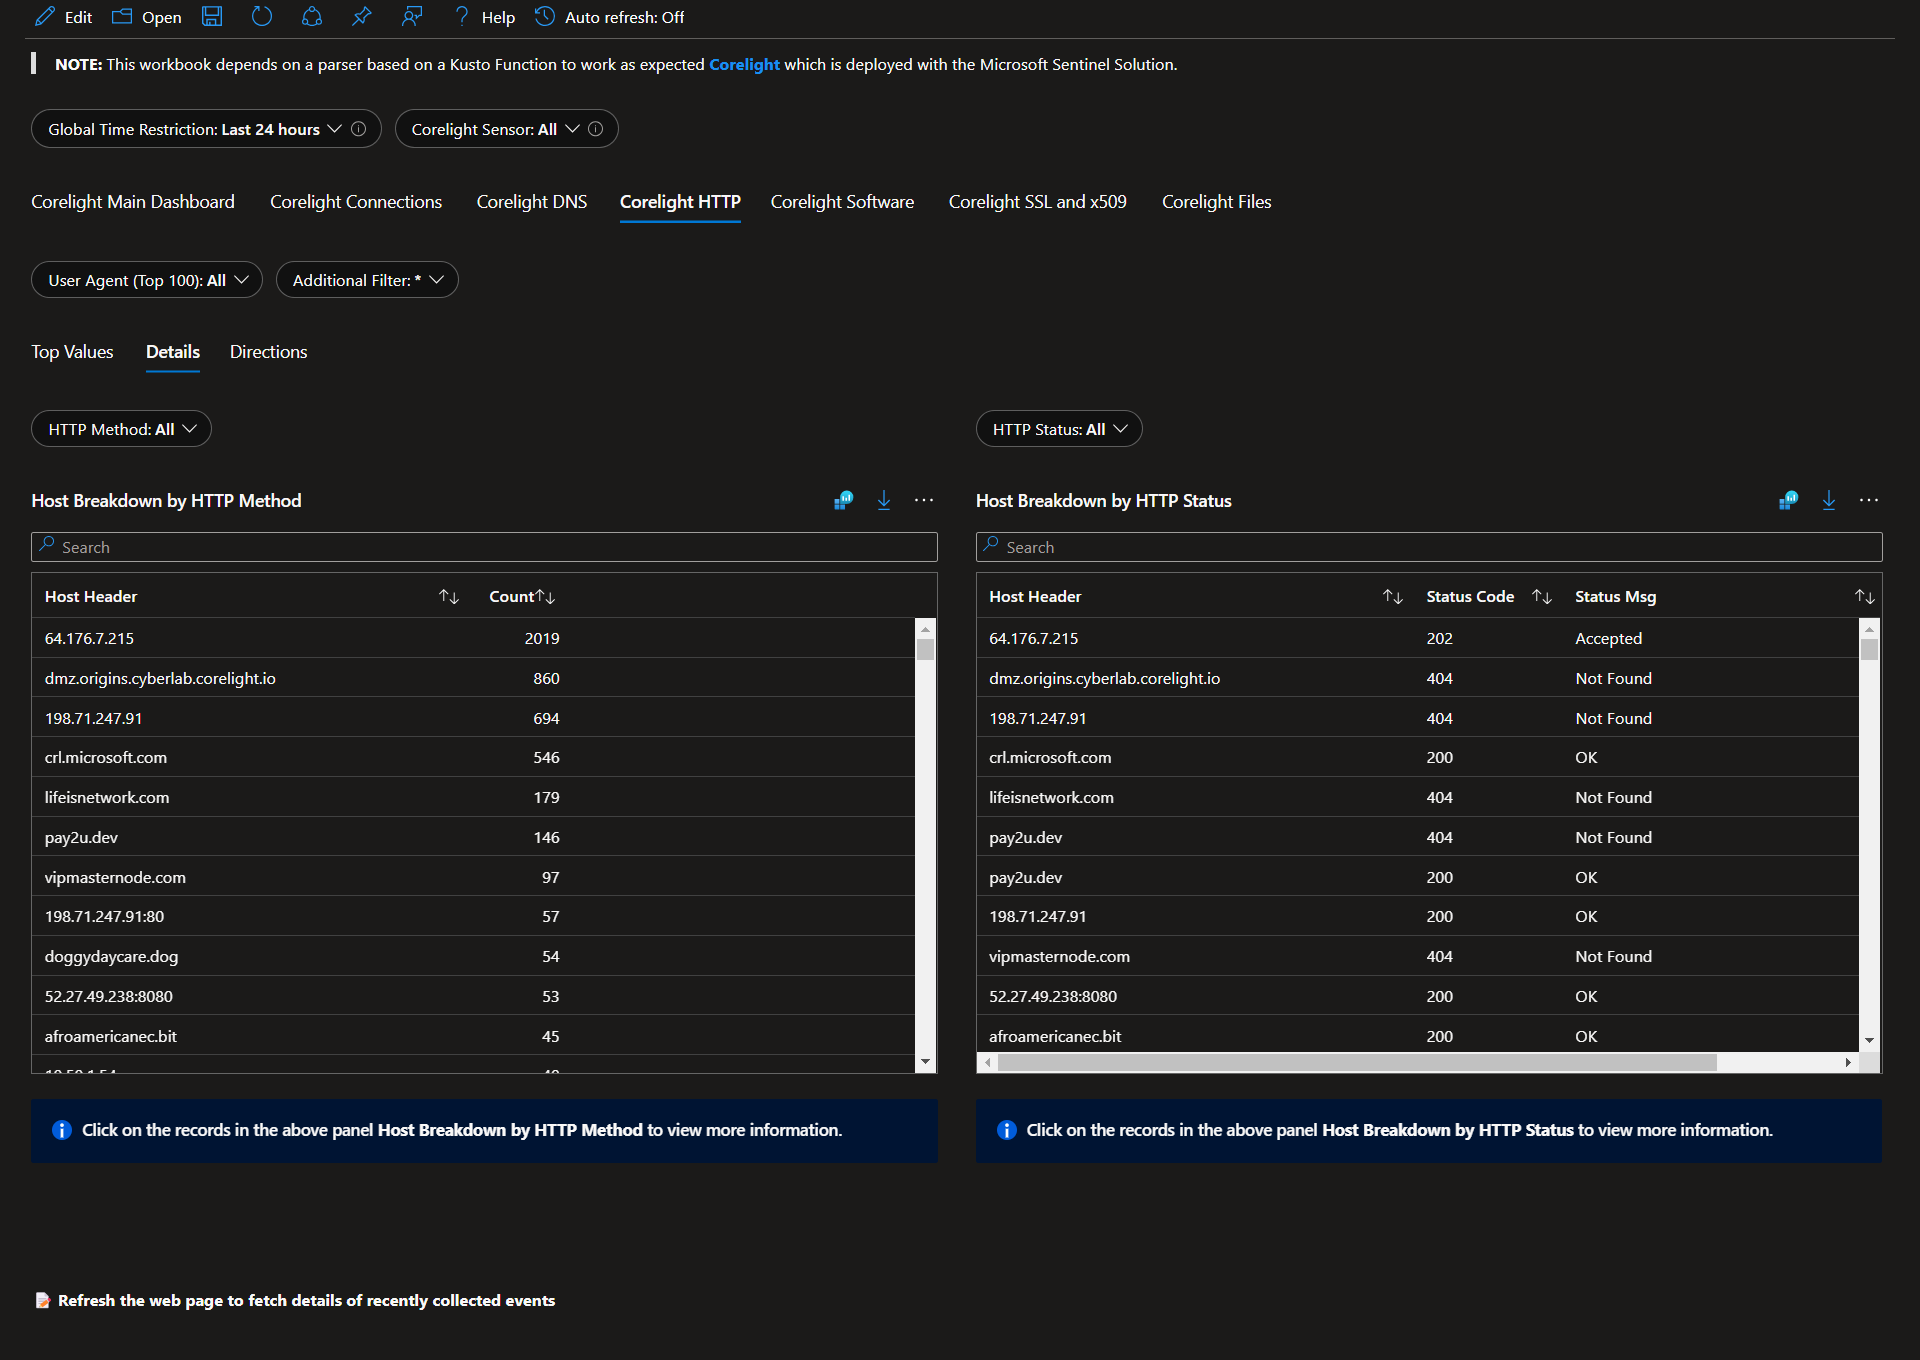 Edit Open Help Auto refresh: Off
NOTE: This workbook depends on a parser based on a Kusto Function to work as expected Corelight which is deployed with the Microsoft Sentinel Solution.
Global Time Restriction: Last 24 hours Corelight Sensor: All
Corelight Main Dashboard Corelight Connections Corelight DNS Corelight HTTP Corelight Software Corelight SSL and x509 Corelight Files
User Agent (Top 100): All Additional Filter: *
Top Values Details Directions
HTTP Method: All
Host Breakdown by HTTP Method
Search
Host Header Count
64.176.7.215 2019
dmz.origins.cyberlab.corelight.io 860
198.71.247.91 694
crl.microsoft.com 546
lifeisnetwork.com 179
pay2u.dev 146
vipmasternode.com 97
198.71.247.91:80 57
doggydaycare.dog 54
52.27.49.238:8080 53
afroamericanec.bit 45
Click on the records in the above panel Host Breakdown by HTTP Method to view more information.
HTTP Status: All
Host Breakdown by HTTP Status
Search
Host Header Status Code Status Msg
64.176.7.215 202 Accepted
dmz.origins.cyberlab.corelight.io 404 Not Found
198.71.247.91 404 Not Found
crl.microsoft.com 200 OK
lifeisnetwork.com 404 Not Found
pay2u.dev 404 Not Found
pay2u.dev 200 OK
198.71.247.91 200 OK
vipmasternode.com 404 Not Found
52.27.49.238:8080 200 OK
afroamericanec.bit 200 OK
Click on the records in the above panel Host Breakdown by HTTP Status to view more information.
Refresh the web page to fetch details of recently collected events